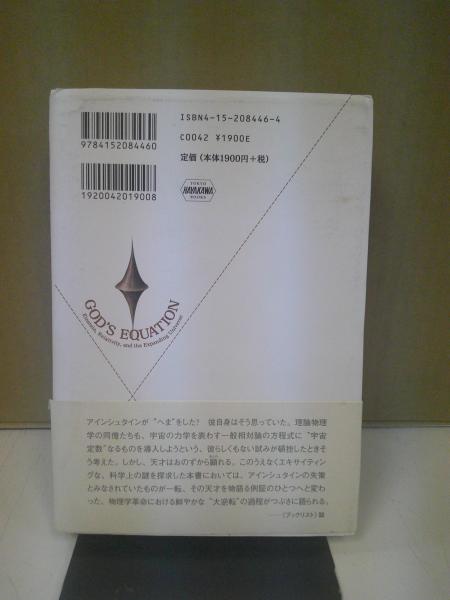 ISBN4-15-208446-4
C0042 ¥1900E
定価（本体1900円+税）
9784152084460
1920042019008
TOKYO
HAYAKAWA
BOOKS
GOD'S EQUATION
Einstein, Relativity, and the Expanding Universe
アインシュタインが“へま”をした？　彼自身はそう思っていた。理論物理
学の同僚たちも、宇宙の力学を表わす一般相対論の方程式に“宇宙
定数”なるものを導入しようという、彼らしくもない試みが頓挫したときそ
う考えた。しかし、天才はおのずから顕れる。このうえなくエキサイティン
グな、科学上の謎を探求した本書においては、アインシュタインの失策
とみなされていたものが一転、その天才を物語る例証のひとつへと変わ
った。物理学革命における鮮やかな“大逆転”の過程がつぶさに語られる。
――〈ブックリスト〉誌